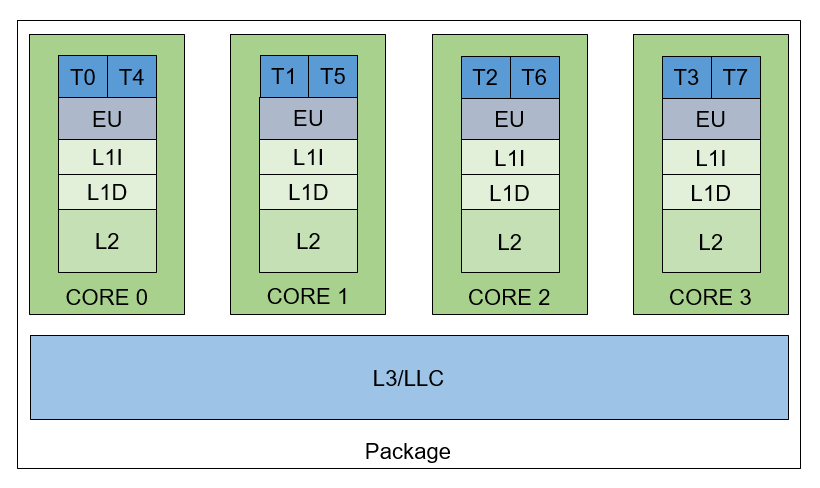 T0 T4 T1 T5 T2 T6 T3 T7
EU EU EU EU
L1I L1I L1I L1I
L1D L1D L1D L1D
L2 L2 L2 L2
CORE 0 CORE 1 CORE 2 CORE 3
L3/LLC
Package